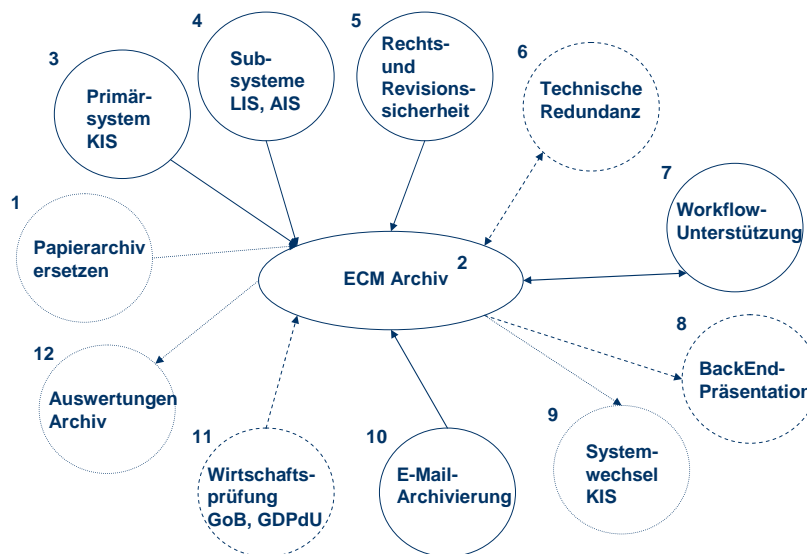 1
Papierarchiv
ersetzen
2
ECM Archiv
3
Primär-
system
KIS
4
Sub-
systeme
LIS, AIS
5
Rechts-
und
Revisions-
sicherheit
6
Technische
Redundanz
7
Workflow-
Unterstützung
8
BackEnd-
Präsentation
9
System-
wechsel
KIS
10
E-Mail-
Archivierung
11
Wirtschafts-
prüfung
GoB, GDPdU
12
Auswertungen
Archiv